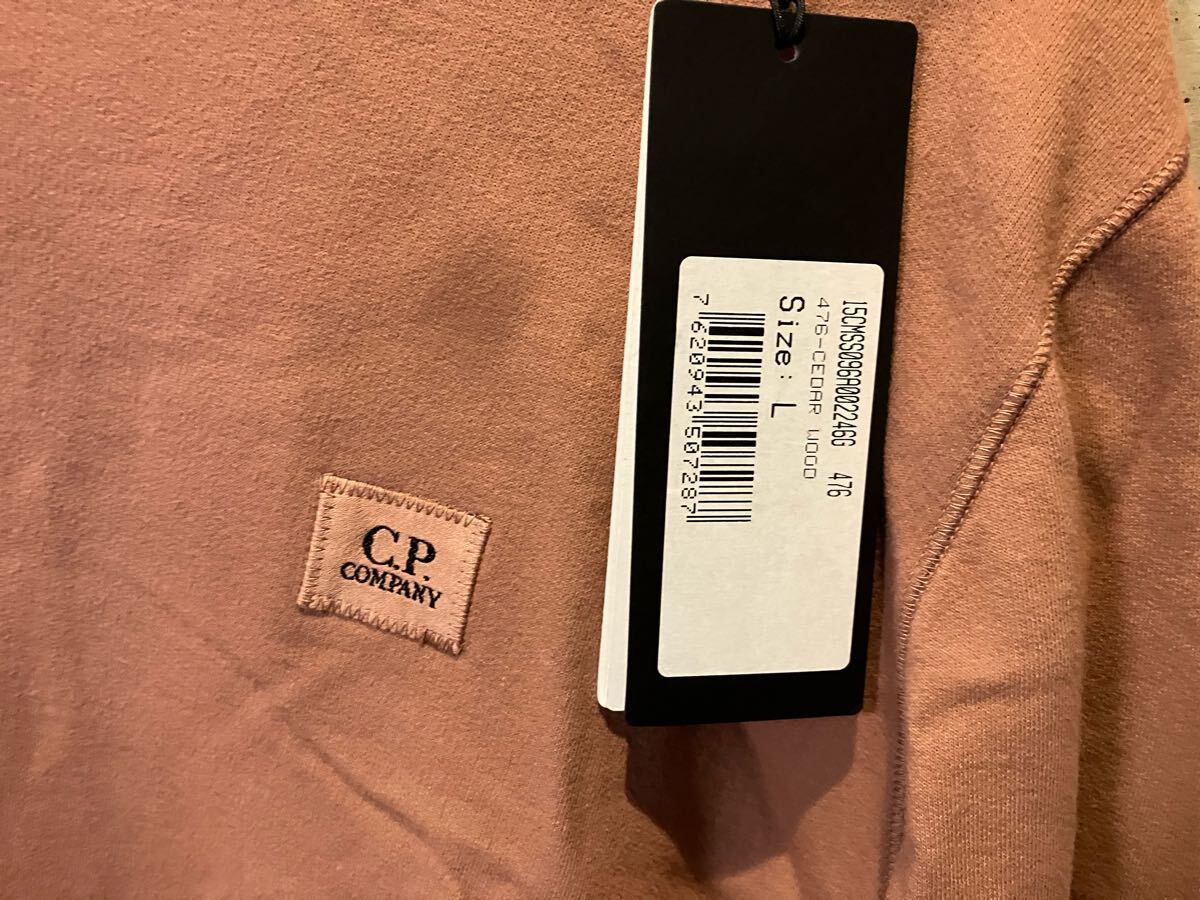 C.P.
COMPANY
15CMSS096A002246G 476
476-CEDAR WOOD
Size: L
7 620943 507287